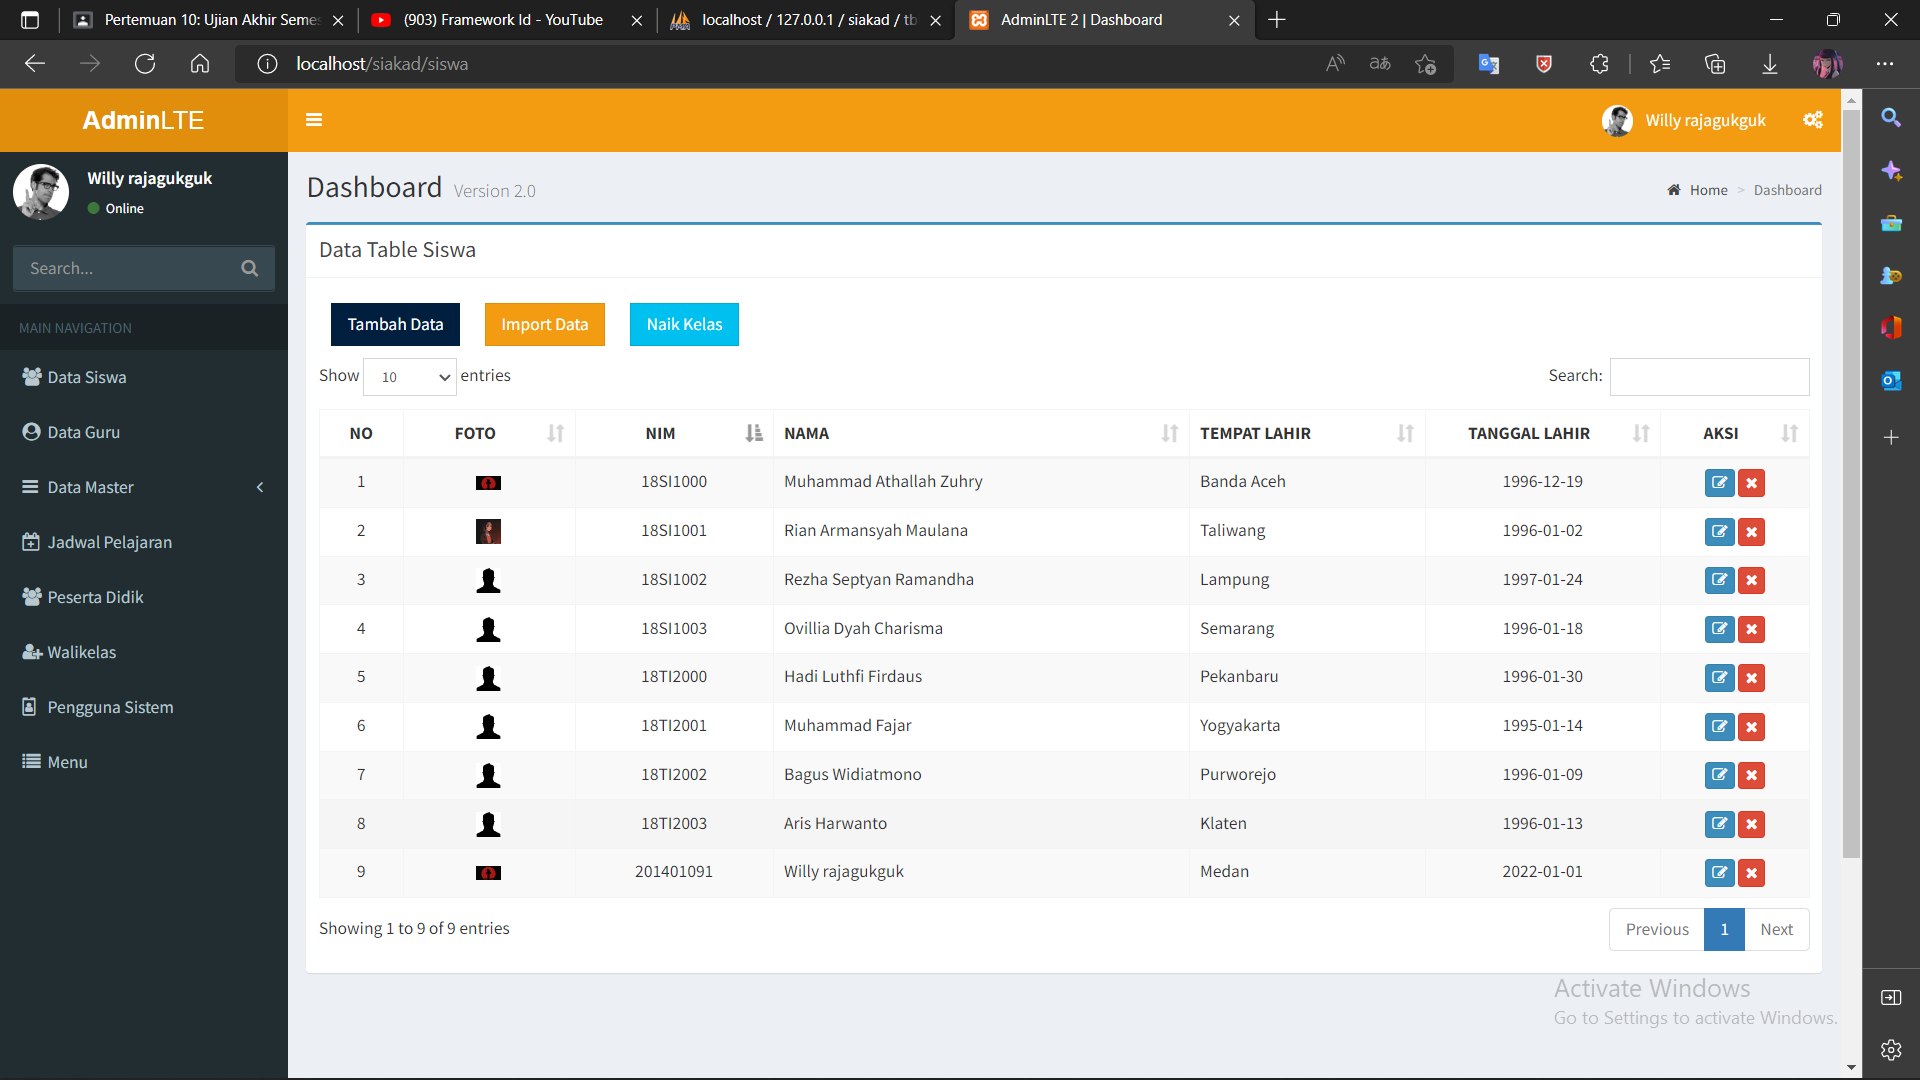 Pertemuan 10: Ujian Akhir Semes
(903) Framework Id - YouTube
localhost / 127.0.0.1 / siakad / tb
AdminLTE 2 | Dashboard
localhost/siakad/siswa
AdminLTE
Willy rajagukguk
Willy rajagukguk
Online
Search...
MAIN NAVIGATION
Data Siswa
Data Guru
Data Master
Jadwal Pelajaran
Peserta Didik
Walikelas
Pengguna Sistem
Menu
Dashboard Version 2.0
Home > Dashboard
Data Table Siswa
Tambah Data Import Data Naik Kelas
Show 10 entries Search:
NO FOTO NIM NAMA TEMPAT LAHIR TANGGAL LAHIR AKSI
1 18SI1000 Muhammad Athallah Zuhry Banda Aceh 1996-12-19
2 18SI1001 Rian Armansyah Maulana Taliwang 1996-01-02
3 18SI1002 Rezha Septyan Ramandha Lampung 1997-01-24
4 18SI1003 Ovillia Dyah Charisma Semarang 1996-01-18
5 18TI2000 Hadi Luthfi Firdaus Pekanbaru 1996-01-30
6 18TI2001 Muhammad Fajar Yogyakarta 1995-01-14
7 18TI2002 Bagus Widiatmono Purworejo 1996-01-09
8 18TI2003 Aris Harwanto Klaten 1996-01-13
9 201401091 Willy rajagukguk Medan 2022-01-01
Showing 1 to 9 of 9 entries
Previous 1 Next
Activate Windows
Go to Settings to activate Windows.